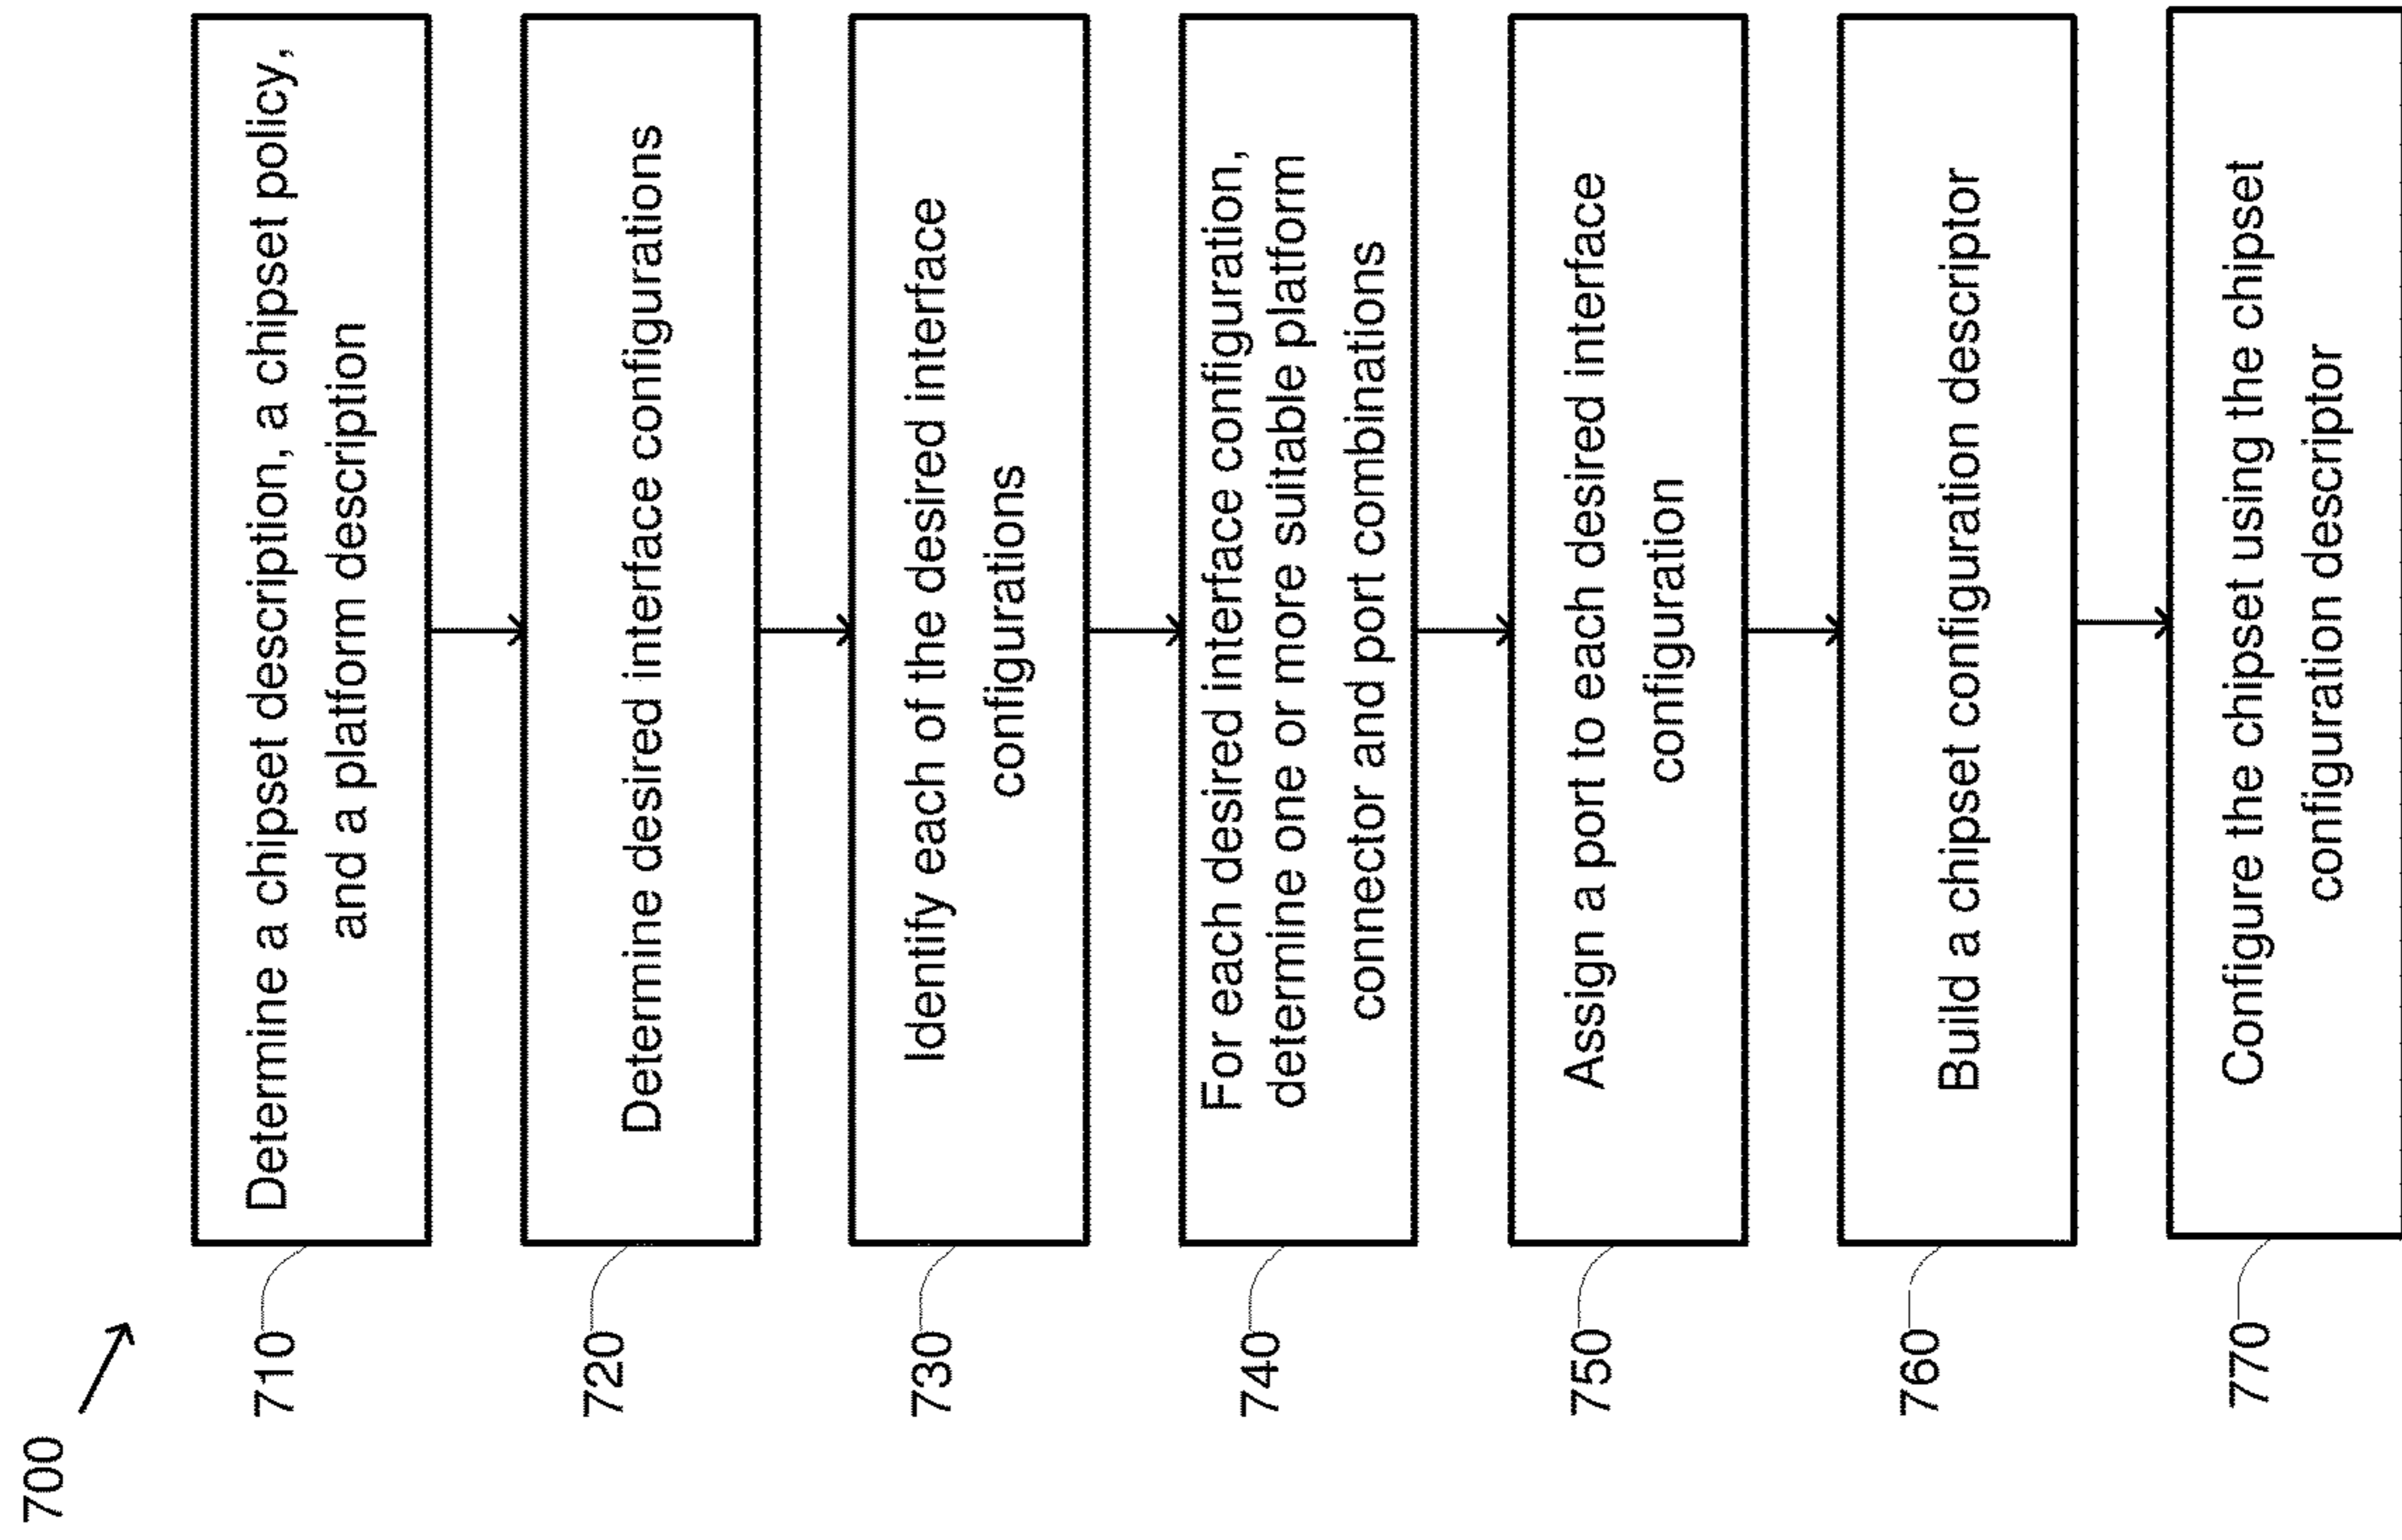 700
710
Determine a chipset description, a chipset policy,
and a platform description
720
Determine desired interface configurations
730
Identify each of the desired interface
configurations
740
For each desired interface configuration,
determine one or more suitable platform
connector and port combinations
750
Assign a port to each desired interface
configuration
760
Build a chipset configuration descriptor
770
Configure the chipset using the chipset
configuration descriptor